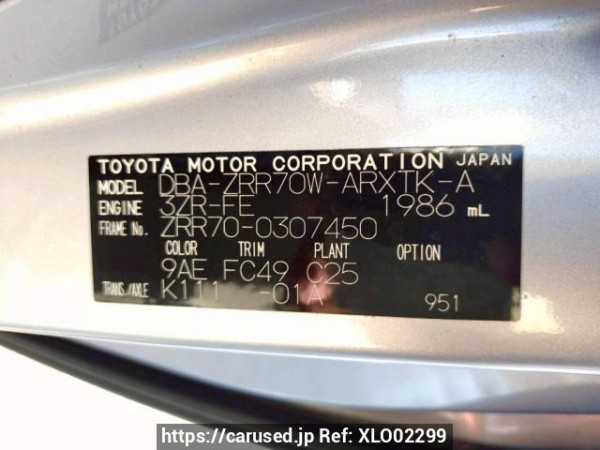 TOYOTA MOTOR CORPORATION JAPAN
MODEL DBA-ZRR70W-ARXTK-A
ENGINE 3ZR-FE 1986 mL
FRAME No. ZRR70-0307450
COLOR TRIM PLANT OPTION
9AE FC49 C25
TRANS./AXLE K111 -01A 951
https://carused.jp Ref: XLO02299